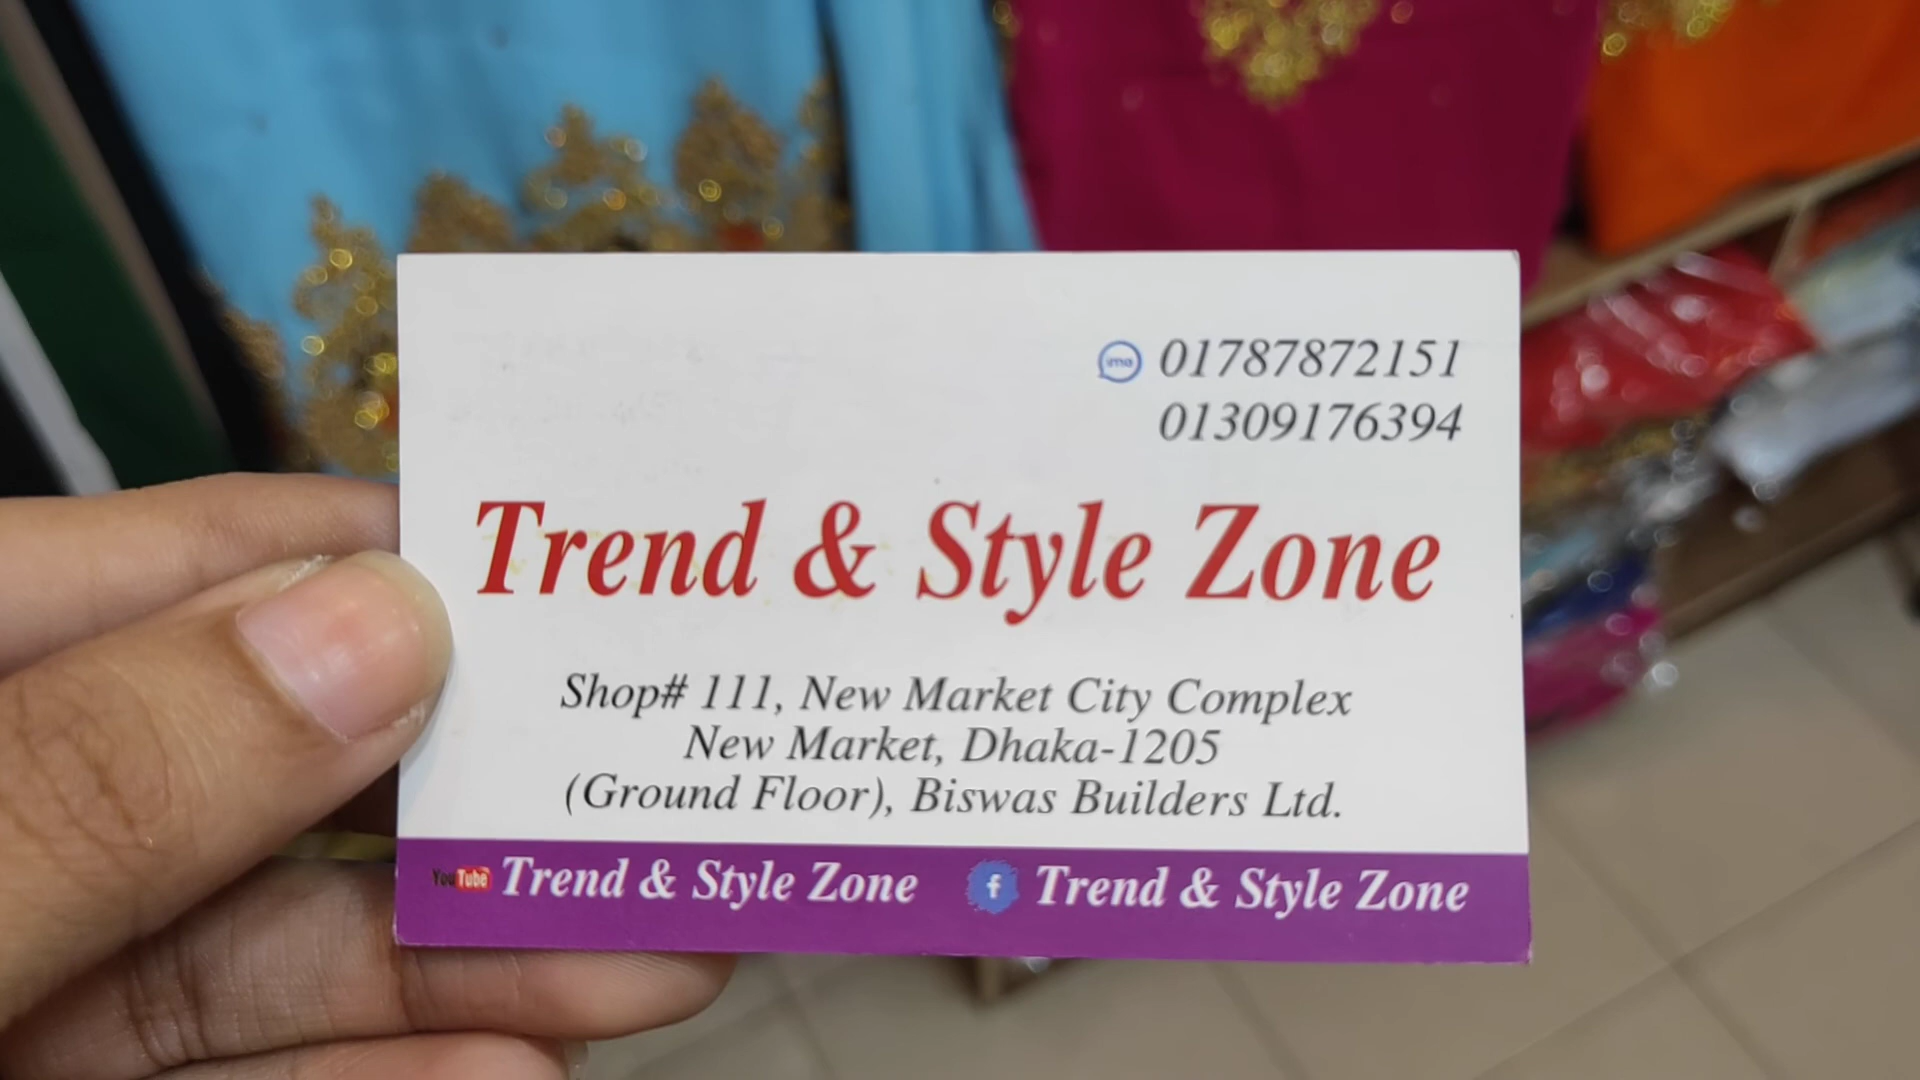 imo 01787872151
01309176394
Trend & Style Zone
Shop# 111, New Market City Complex
New Market, Dhaka-1205
(Ground Floor), Biswas Builders Ltd.
YouTube Trend & Style Zone f Trend & Style Zone